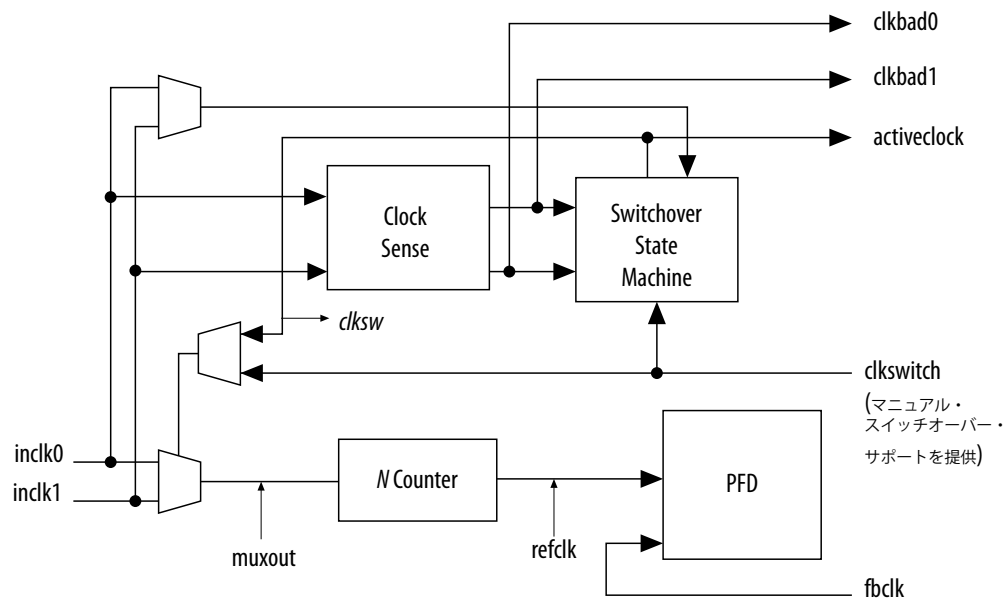 clkbad0
clkbad1
activeclock
Clock
Sense
Switchover
State
Machine
clksw
clkswitch
(マニュアル・
スイッチオーバー・
サポートを提供)
inclk0
inclk1
N Counter
PFD
muxout
refclk
fbclk